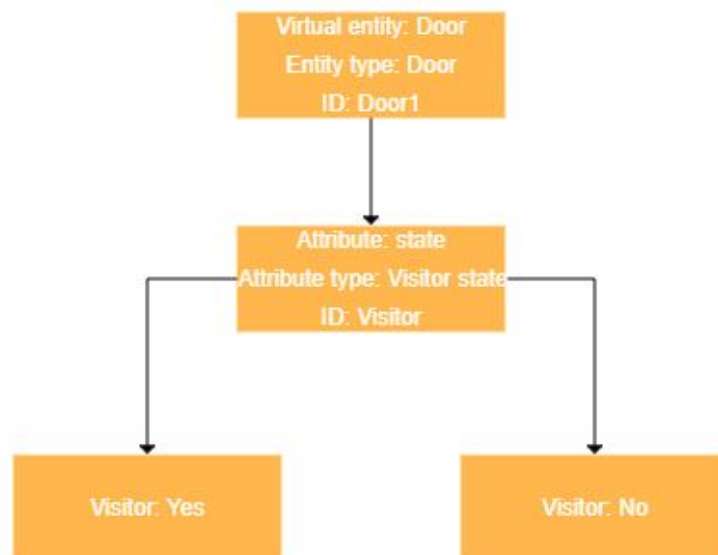 Virtual entity: Door
Entity type: Door
ID: Door1
Attribute: state
Attribute type: Visitor state
ID: Visitor
Visitor: Yes
Visitor: No